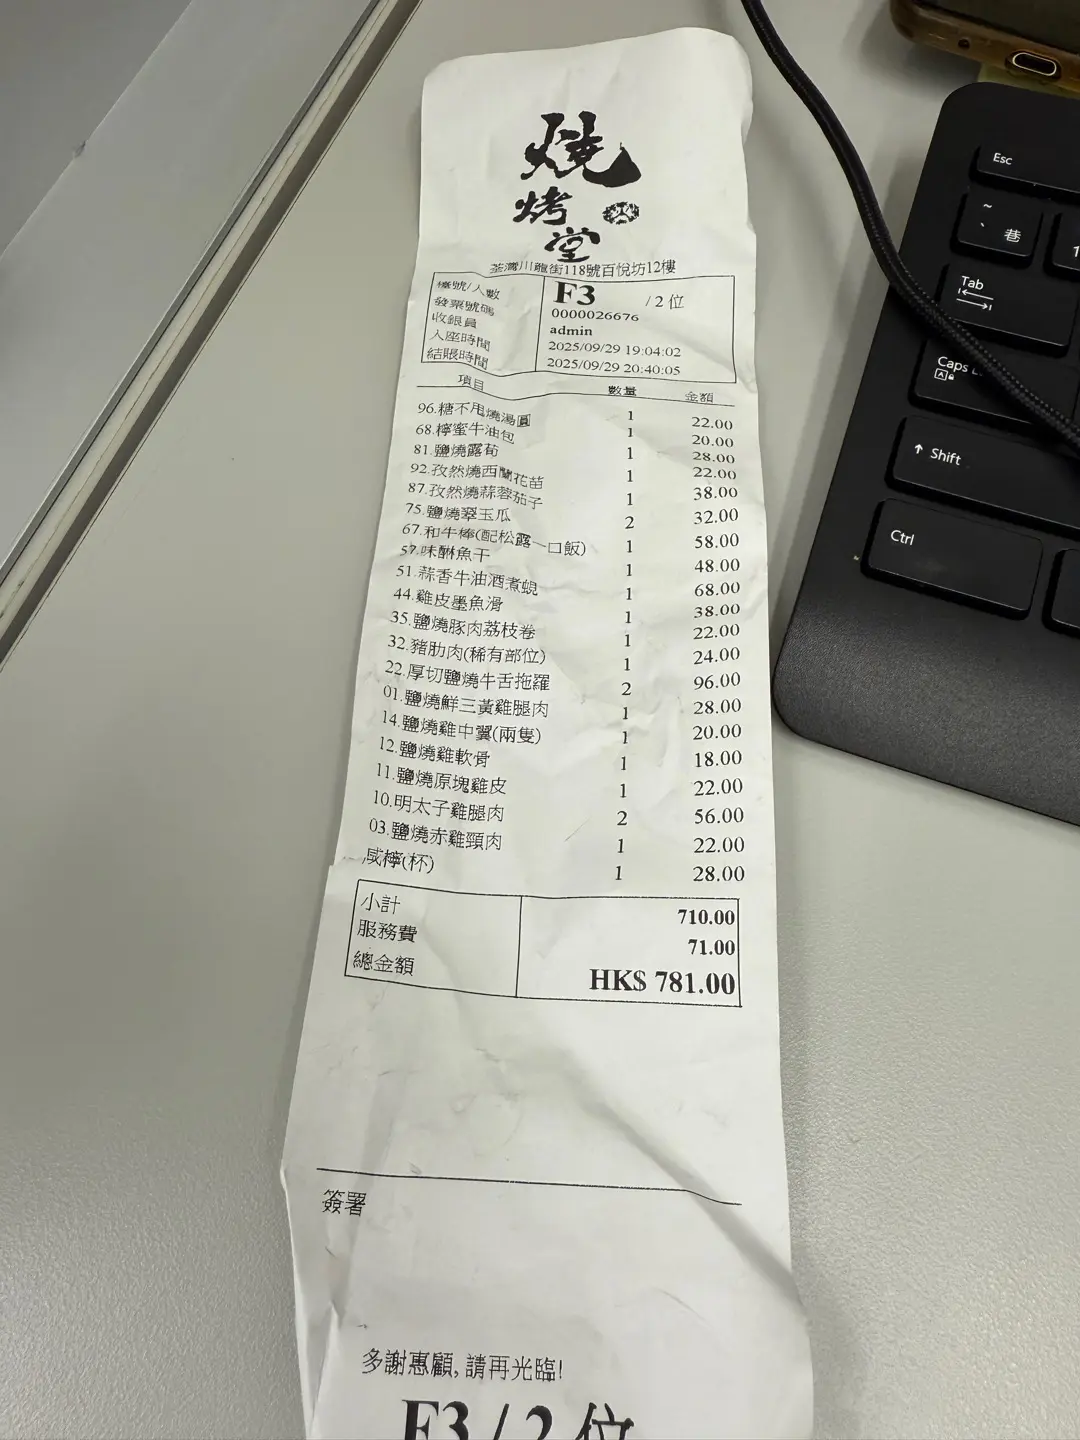 燒
烤
堂
荃灣川龍街118號百悅坊12樓
檯號/人數 F3 / 2 位
發票號碼 0000026676
收銀員 admin
入座時間 2025/09/29 19:04:02
結賬時間 2025/09/29 20:40:05
項目 數量 金額
96.糖不甩燒湯圓 1 22.00
68.檸蜜牛油包 1 20.00
81.鹽燒露荀 1 28.00
92.孜然燒西蘭花苗 1 22.00
87.孜然燒蒜蓉茄子 1 38.00
75.鹽燒翠玉瓜 2 32.00
67.和牛棒(配松露一口飯) 1 58.00
57.味醂魚干 1 48.00
51.蒜香牛油酒煮蜆 1 68.00
44.雞皮墨魚滑 1 38.00
35.鹽燒豚肉荔枝卷 1 22.00
32.豬肋肉(稀有部位) 1 24.00
22.厚切鹽燒牛舌拖羅 2 96.00
01.鹽燒鮮三黃雞腿肉 1 28.00
14.鹽燒雞中翼(兩隻) 1 20.00
12.鹽燒雞軟骨 1 18.00
11.鹽燒原塊雞皮 1 22.00
10.明太子雞腿肉 2 56.00
03.鹽燒赤雞頸肉 1 22.00
咸檸(杯) 1 28.00
小計 710.00
服務費 71.00
總金額 HK$ 781.00
簽署
多謝惠顧, 請再光臨!
F3 / 2 位
Esc
~
` 巷
1
Tab
Caps
Shift
Ctrl